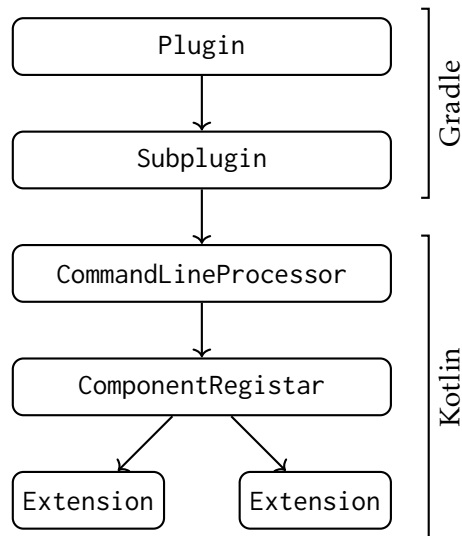 Plugin
Gradle
Subplugin
CommandLineProcessor
Kotlin
ComponentRegistar
Extension
Extension